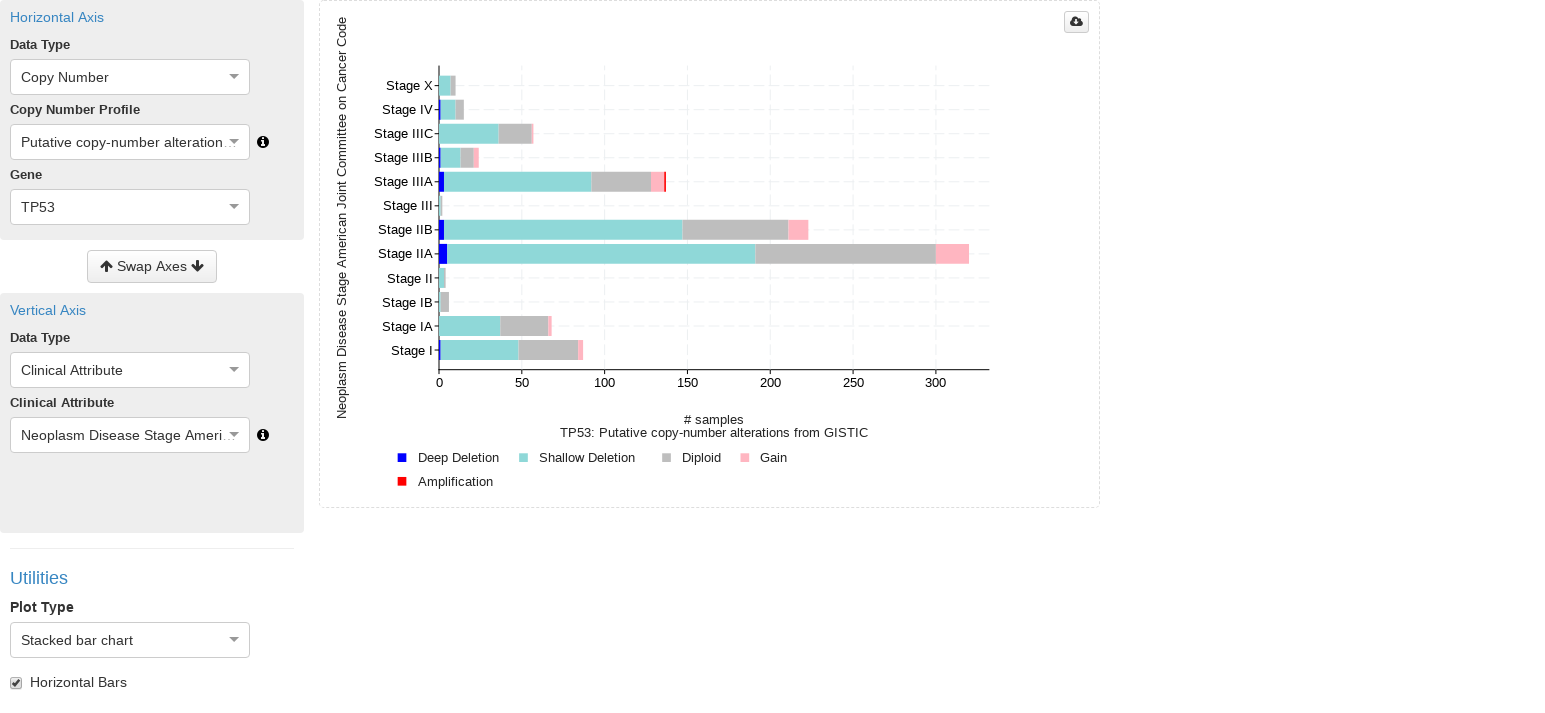 Horizontal Axis
Data Type
Copy Number
Copy Number Profile
Putative copy-number alteration...
Gene
TP53
Swap Axes
Vertical Axis
Data Type
Clinical Attribute
Clinical Attribute
Neoplasm Disease Stage Ameri...
Utilities
Plot Type
Stacked bar chart
Horizontal Bars
Neoplasm Disease Stage American Joint Committee on Cancer Code
Stage X
Stage IV
Stage IIIC
Stage IIIB
Stage IIIA
Stage III
Stage IIB
Stage IIA
Stage II
Stage IB
Stage IA
Stage I
0 50 100 150 200 250 300
# samples
TP53: Putative copy-number alterations from GISTIC
Deep Deletion Shallow Deletion Diploid Gain
Amplification